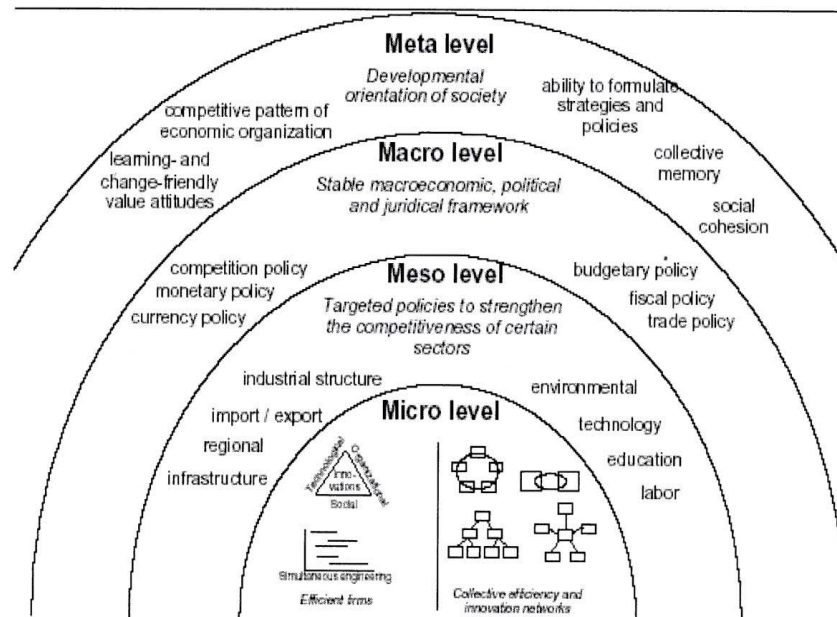 Meta level
Developmental
orientation of society
competitive pattern of
economic organization
learning- and
change-friendly
value attitudes
ability to formulate
strategies and
policies
collective
memory
social
cohesion
Macro level
Stable macroeconomic, political
and juridical framework
competition policy
monetary policy
currency policy
budgetary policy
fiscal policy
trade policy
Meso level
Targeted policies to strengthen
the competitiveness of certain
sectors
industrial structure
import / export
regional
infrastructure
environmental
technology
education
labor
Micro level
Technological
Organizational
Inno-
vations
Social
Simultaneous engineering
Efficient firms
Collective efficiency and
innovation networks